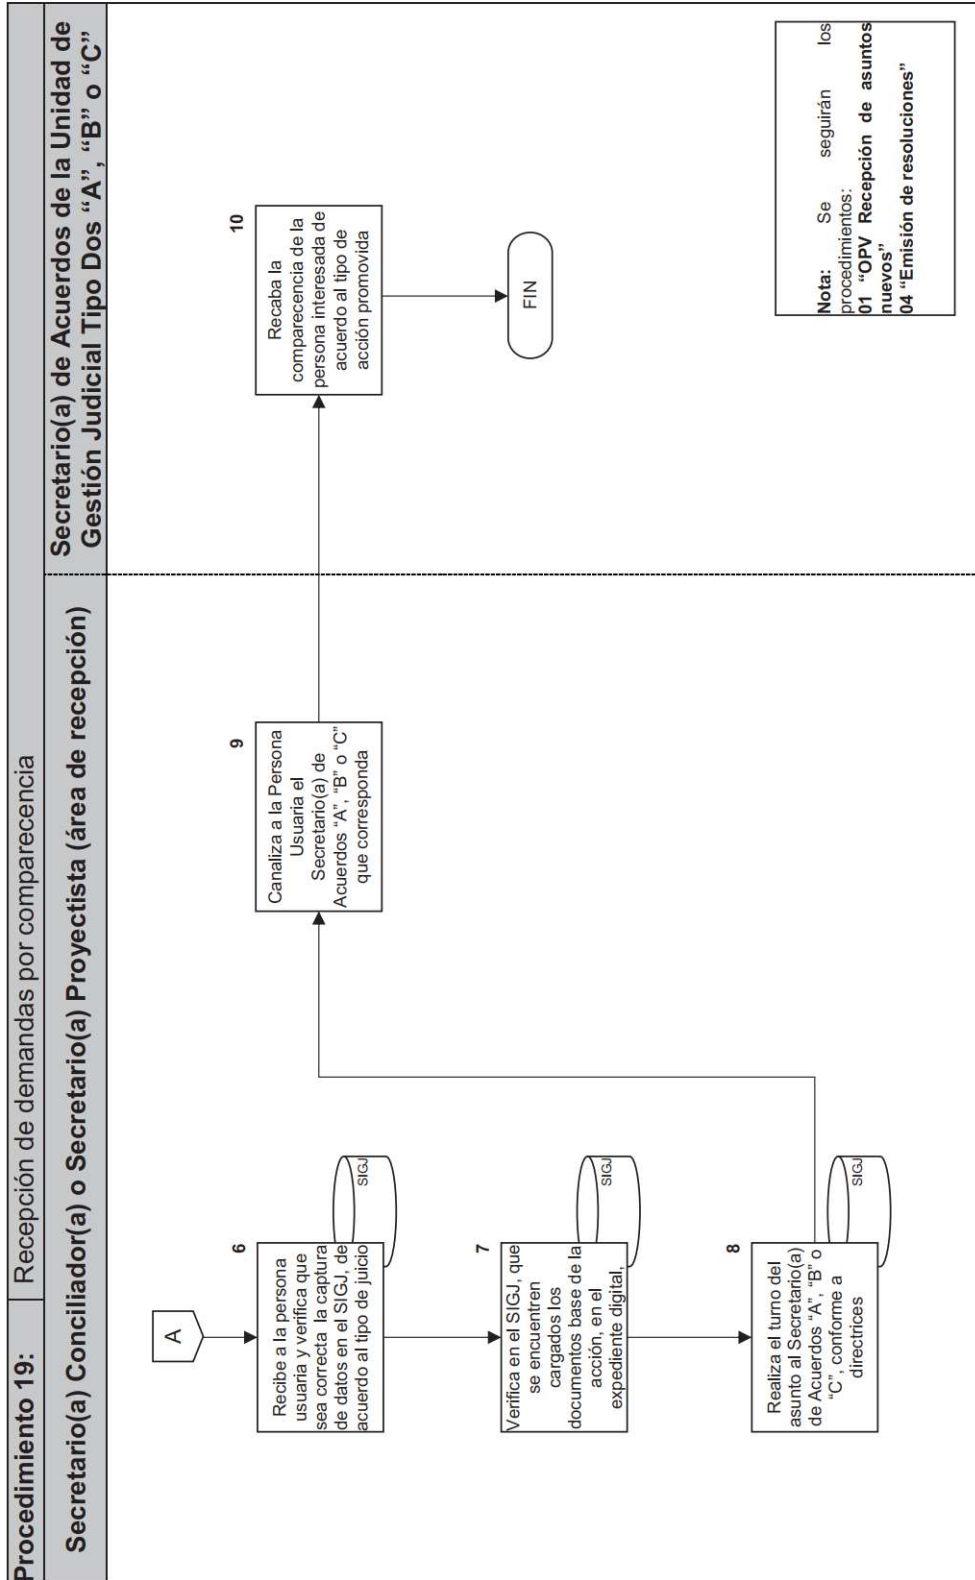 Procedimiento 19:
Recepción de demandas por comparecencia
Secretario(a) Conciliador(a) o Secretario(a) Proyectista (área de recepción)
Secretario(a) de Acuerdos de la Unidad de
Gestión Judicial Tipo Dos “A”, “B” o “C”
A
6
Recibe a la persona
usuaria y verifica que
sea correcta la captura
de datos en el SIGJ, de
acuerdo al tipo de juicio
SIGJ
7
Verifica en el SIGJ, que
se encuentren
cargados los
documentos base de la
acción, en el
expediente digital,
SIGJ
8
Realiza el turno del
asunto al Secretario(a)
de Acuerdos “A”, “B” o
“C”, conforme a
directrices
SIGJ
9
Canaliza a la Persona
Usuaria el
Secretario(a) de
Acuerdos “A”, “B” o “C”
que corresponda
10
Recaba la
comparecencia de la
persona interesada de
acuerdo al tipo de
acción promovida
FIN
Nota: Se seguirán los
procedimientos:
01 “OPV Recepción de asuntos
nuevos”
04 “Emisión de resoluciones”